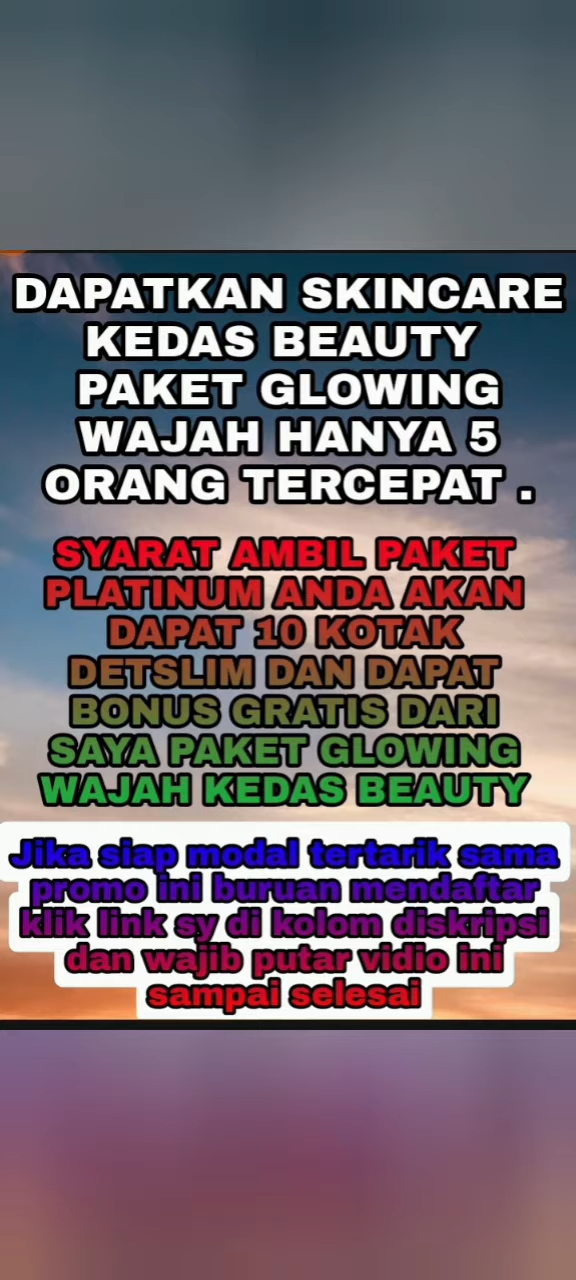 DAPATKAN SKINCARE
KEDAS BEAUTY
PAKET GLOWING
WAJAH HANYA 5
ORANG TERCEPAT .
SYARAT AMBIL PAKET
PLATINUM ANDA AKAN
DAPAT 10 KOTAK
DETSLIM DAN DAPAT
BONUS GRATIS DARI
SAYA PAKET GLOWING
WAJAH KEDAS BEAUTY
Jika siap modal tertarik sama
promo ini buruan mendaftar
klik link sy di kolom diskripsi
dan wajib putar vidio ini
sampai selesai